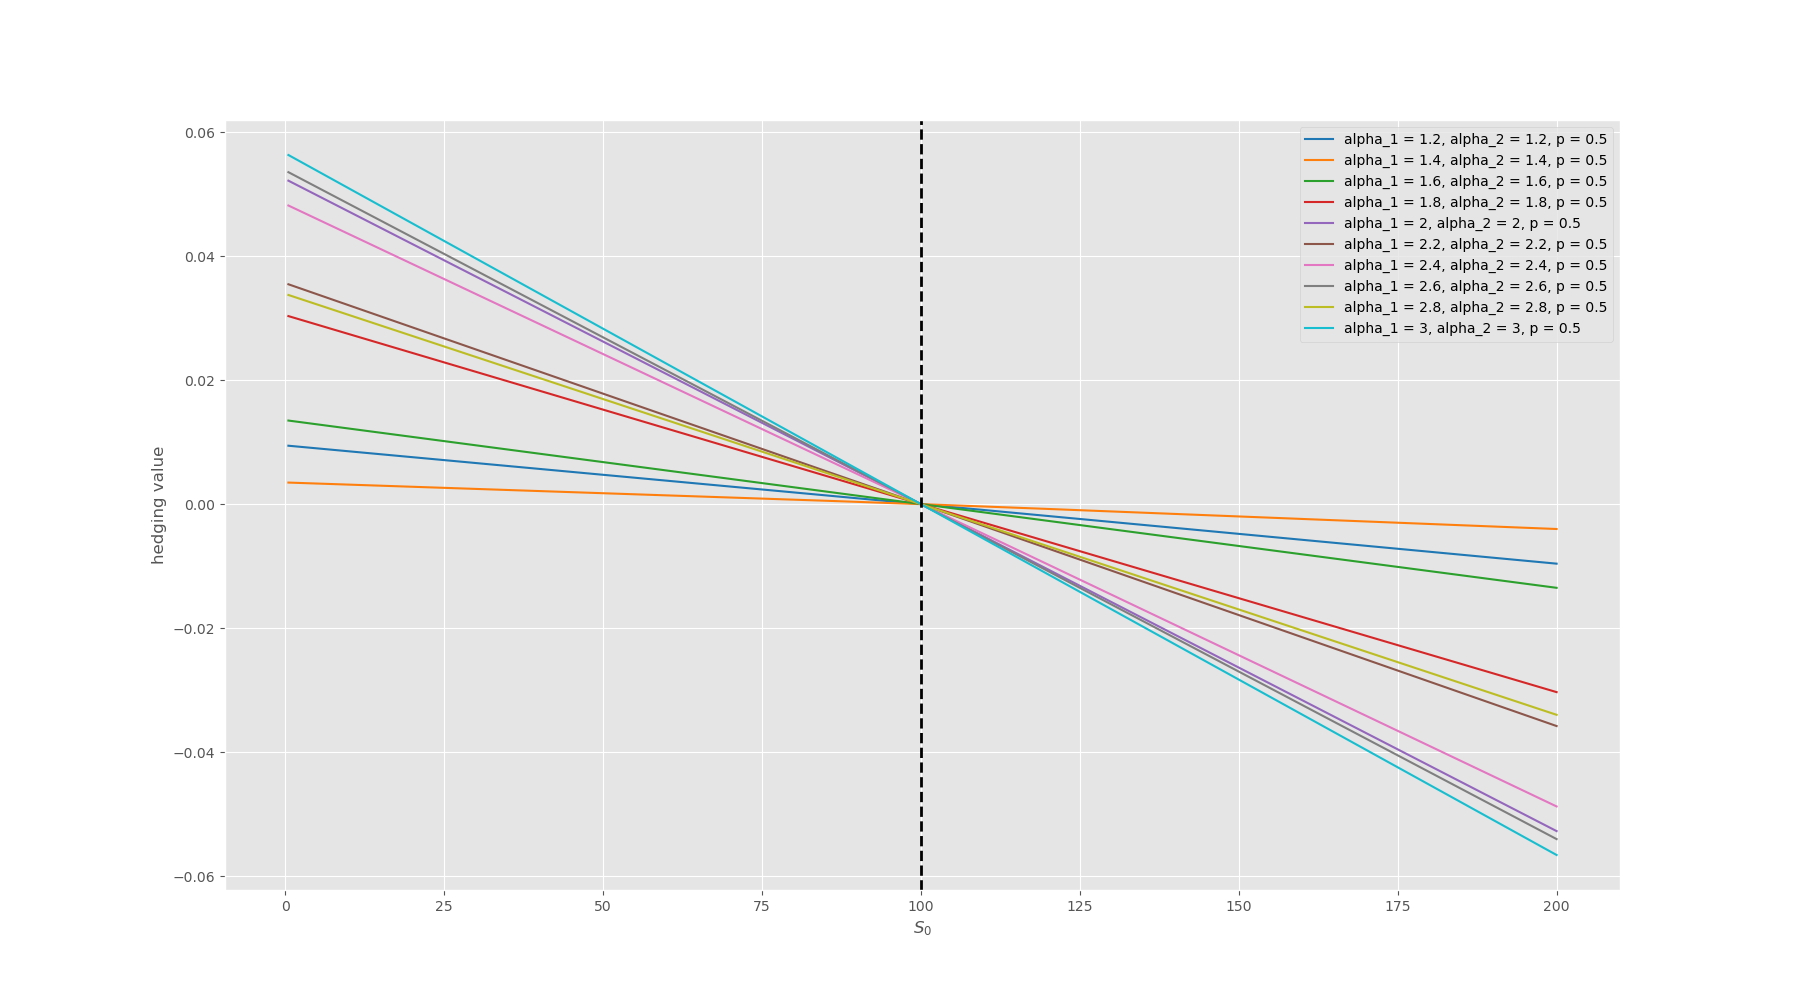 0.06
0.04
0.02
0.00
−0.02
−0.04
−0.06
hedging value
0 25 50 75 100 125 150 175 200
S0
alpha_1 = 1.2, alpha_2 = 1.2, p = 0.5
alpha_1 = 1.4, alpha_2 = 1.4, p = 0.5
alpha_1 = 1.6, alpha_2 = 1.6, p = 0.5
alpha_1 = 1.8, alpha_2 = 1.8, p = 0.5
alpha_1 = 2, alpha_2 = 2, p = 0.5
alpha_1 = 2.2, alpha_2 = 2.2, p = 0.5
alpha_1 = 2.4, alpha_2 = 2.4, p = 0.5
alpha_1 = 2.6, alpha_2 = 2.6, p = 0.5
alpha_1 = 2.8, alpha_2 = 2.8, p = 0.5
alpha_1 = 3, alpha_2 = 3, p = 0.5